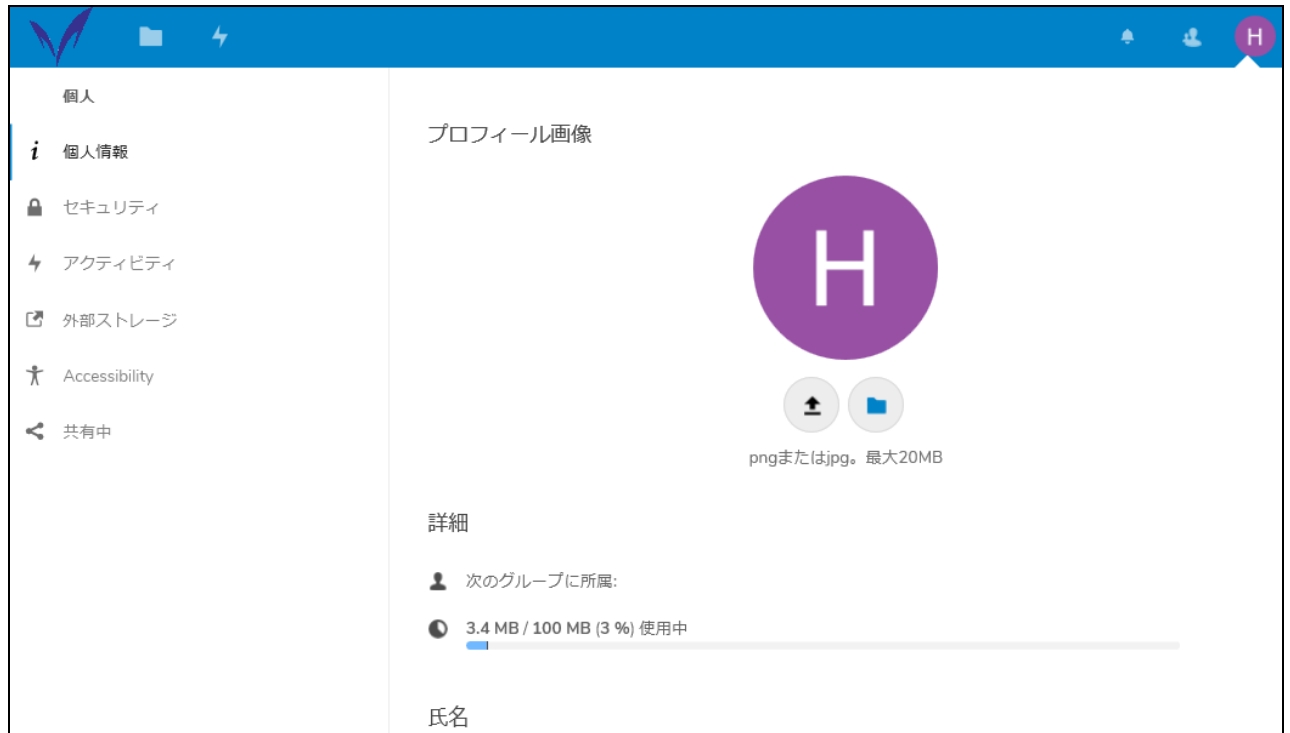 H
個人
個人情報
セキュリティ
アクティビティ
外部ストレージ
Accessibility
共有中
プロフィール画像
H
pngまたはjpg。最大20MB
詳細
次のグループに所属:
3.4 MB / 100 MB (3 %) 使用中
氏名